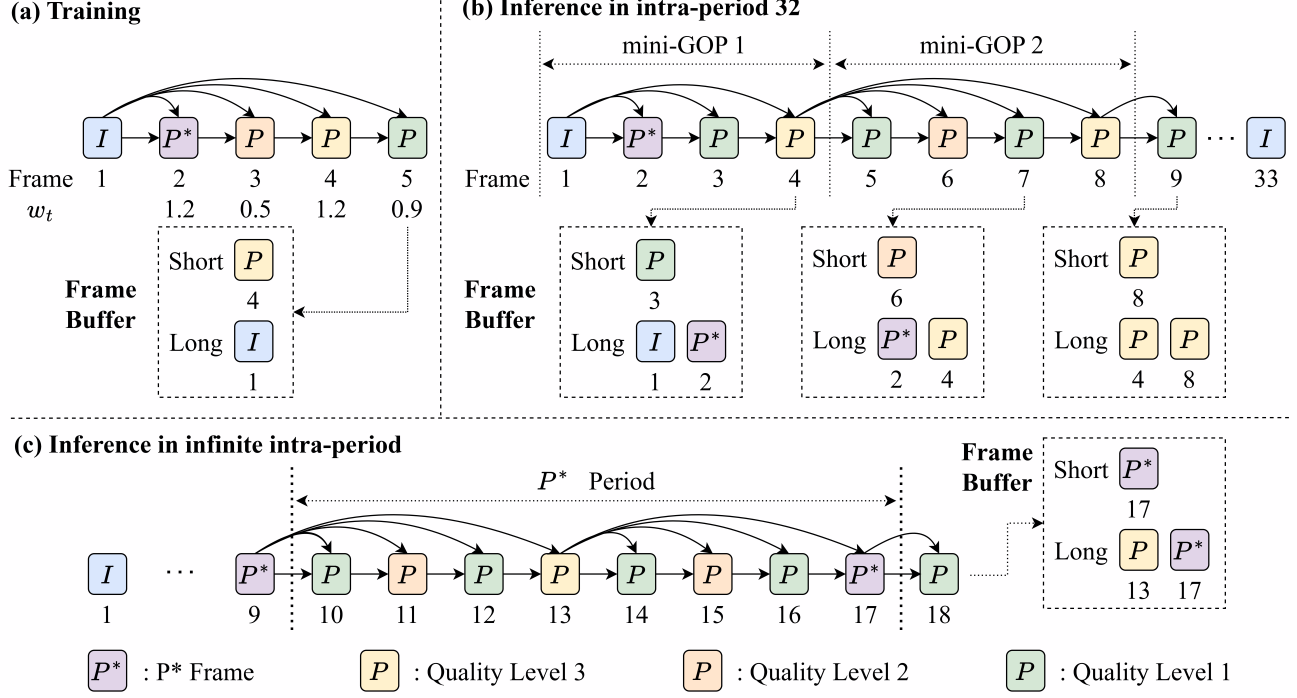 (a) Training
I P* P P P
Frame 1 2 3 4 5
w_t 1.2 0.5 1.2 0.9
Frame Buffer
Short P
4
Long I
1
(b) Inference in intra-period 32
mini-GOP 1 mini-GOP 2
I P* P P P P P P P ... I
Frame 1 2 3 4 5 6 7 8 9 33
Frame Buffer
Short P
3
Long I P*
1 2
Short P
6
Long P* P
2 4
Short P
8
Long P P
4 8
(c) Inference in infinite intra-period
P* Period
I ... P* P P P P P P P P* P
1 9 10 11 12 13 14 15 16 17 18
Frame Buffer
Short P*
17
Long P P*
13 17
P* : P* Frame
P : Quality Level 3
P : Quality Level 2
P : Quality Level 1